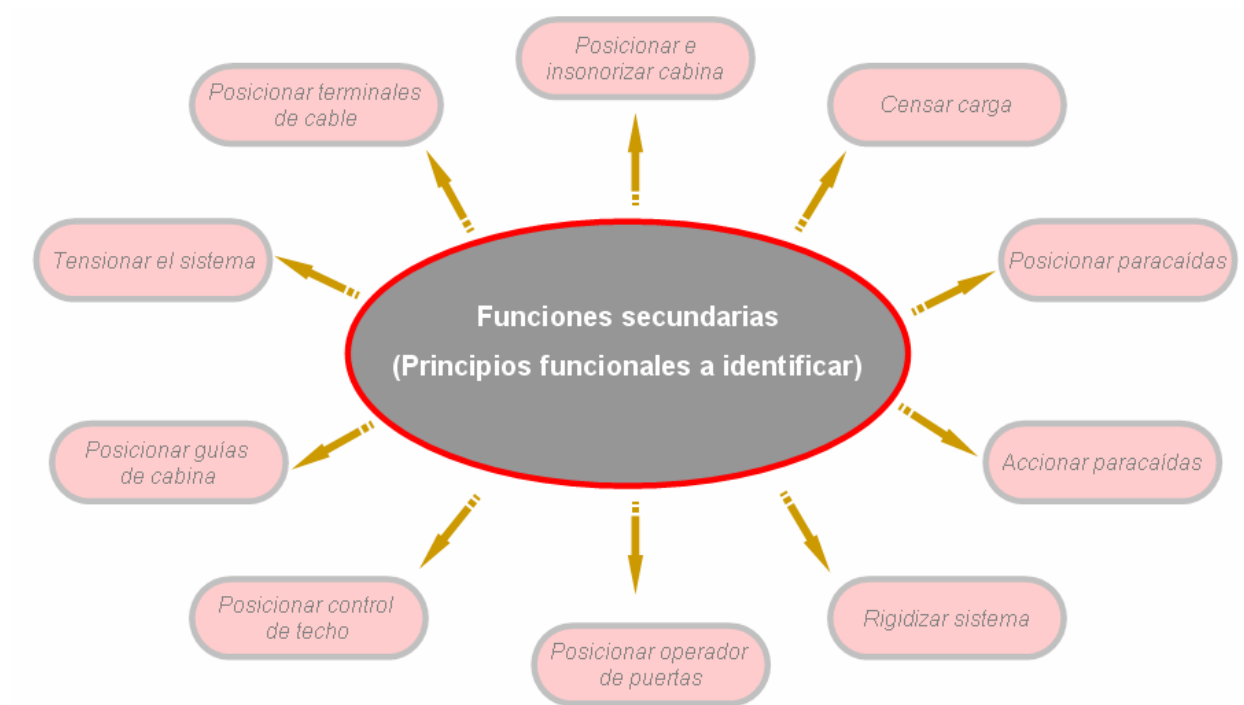 Posicionar e
insonorizar cabina
Posicionar terminales
de cable
Censar carga
Tensionar el sistema
Posicionar paracaídas
Funciones secundarias
(Principios funcionales a identificar)
Posicionar guías
de cabina
Accionar paracaídas
Posicionar control
de techo
Rigidizar sistema
Posicionar operador
de puertas